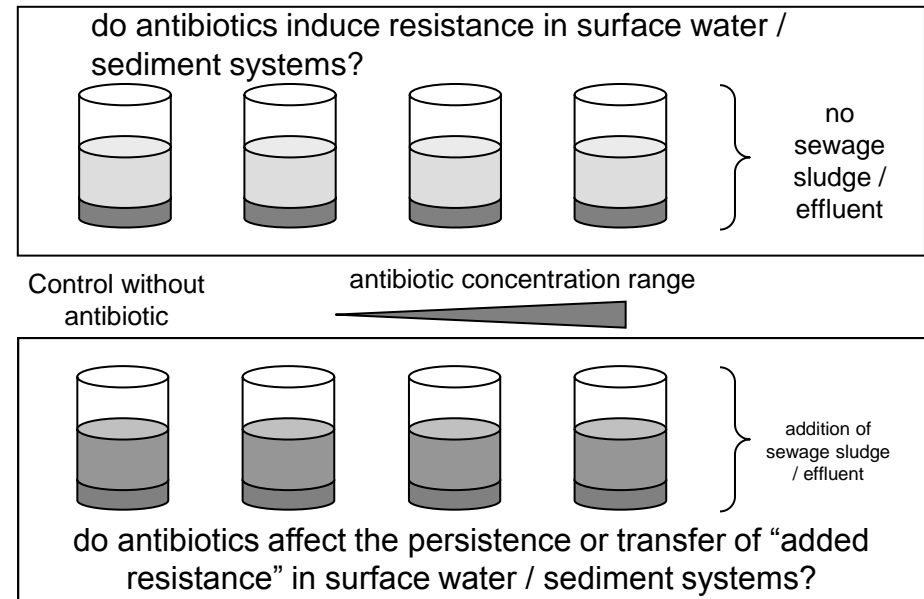 do antibiotics induce resistance in surface water /
sediment systems?
no
sewage
sludge /
effluent
Control without
antibiotic
antibiotic concentration range
addition of
sewage sludge
/ effluent
do antibiotics affect the persistence or transfer of “added
resistance” in surface water / sediment systems?